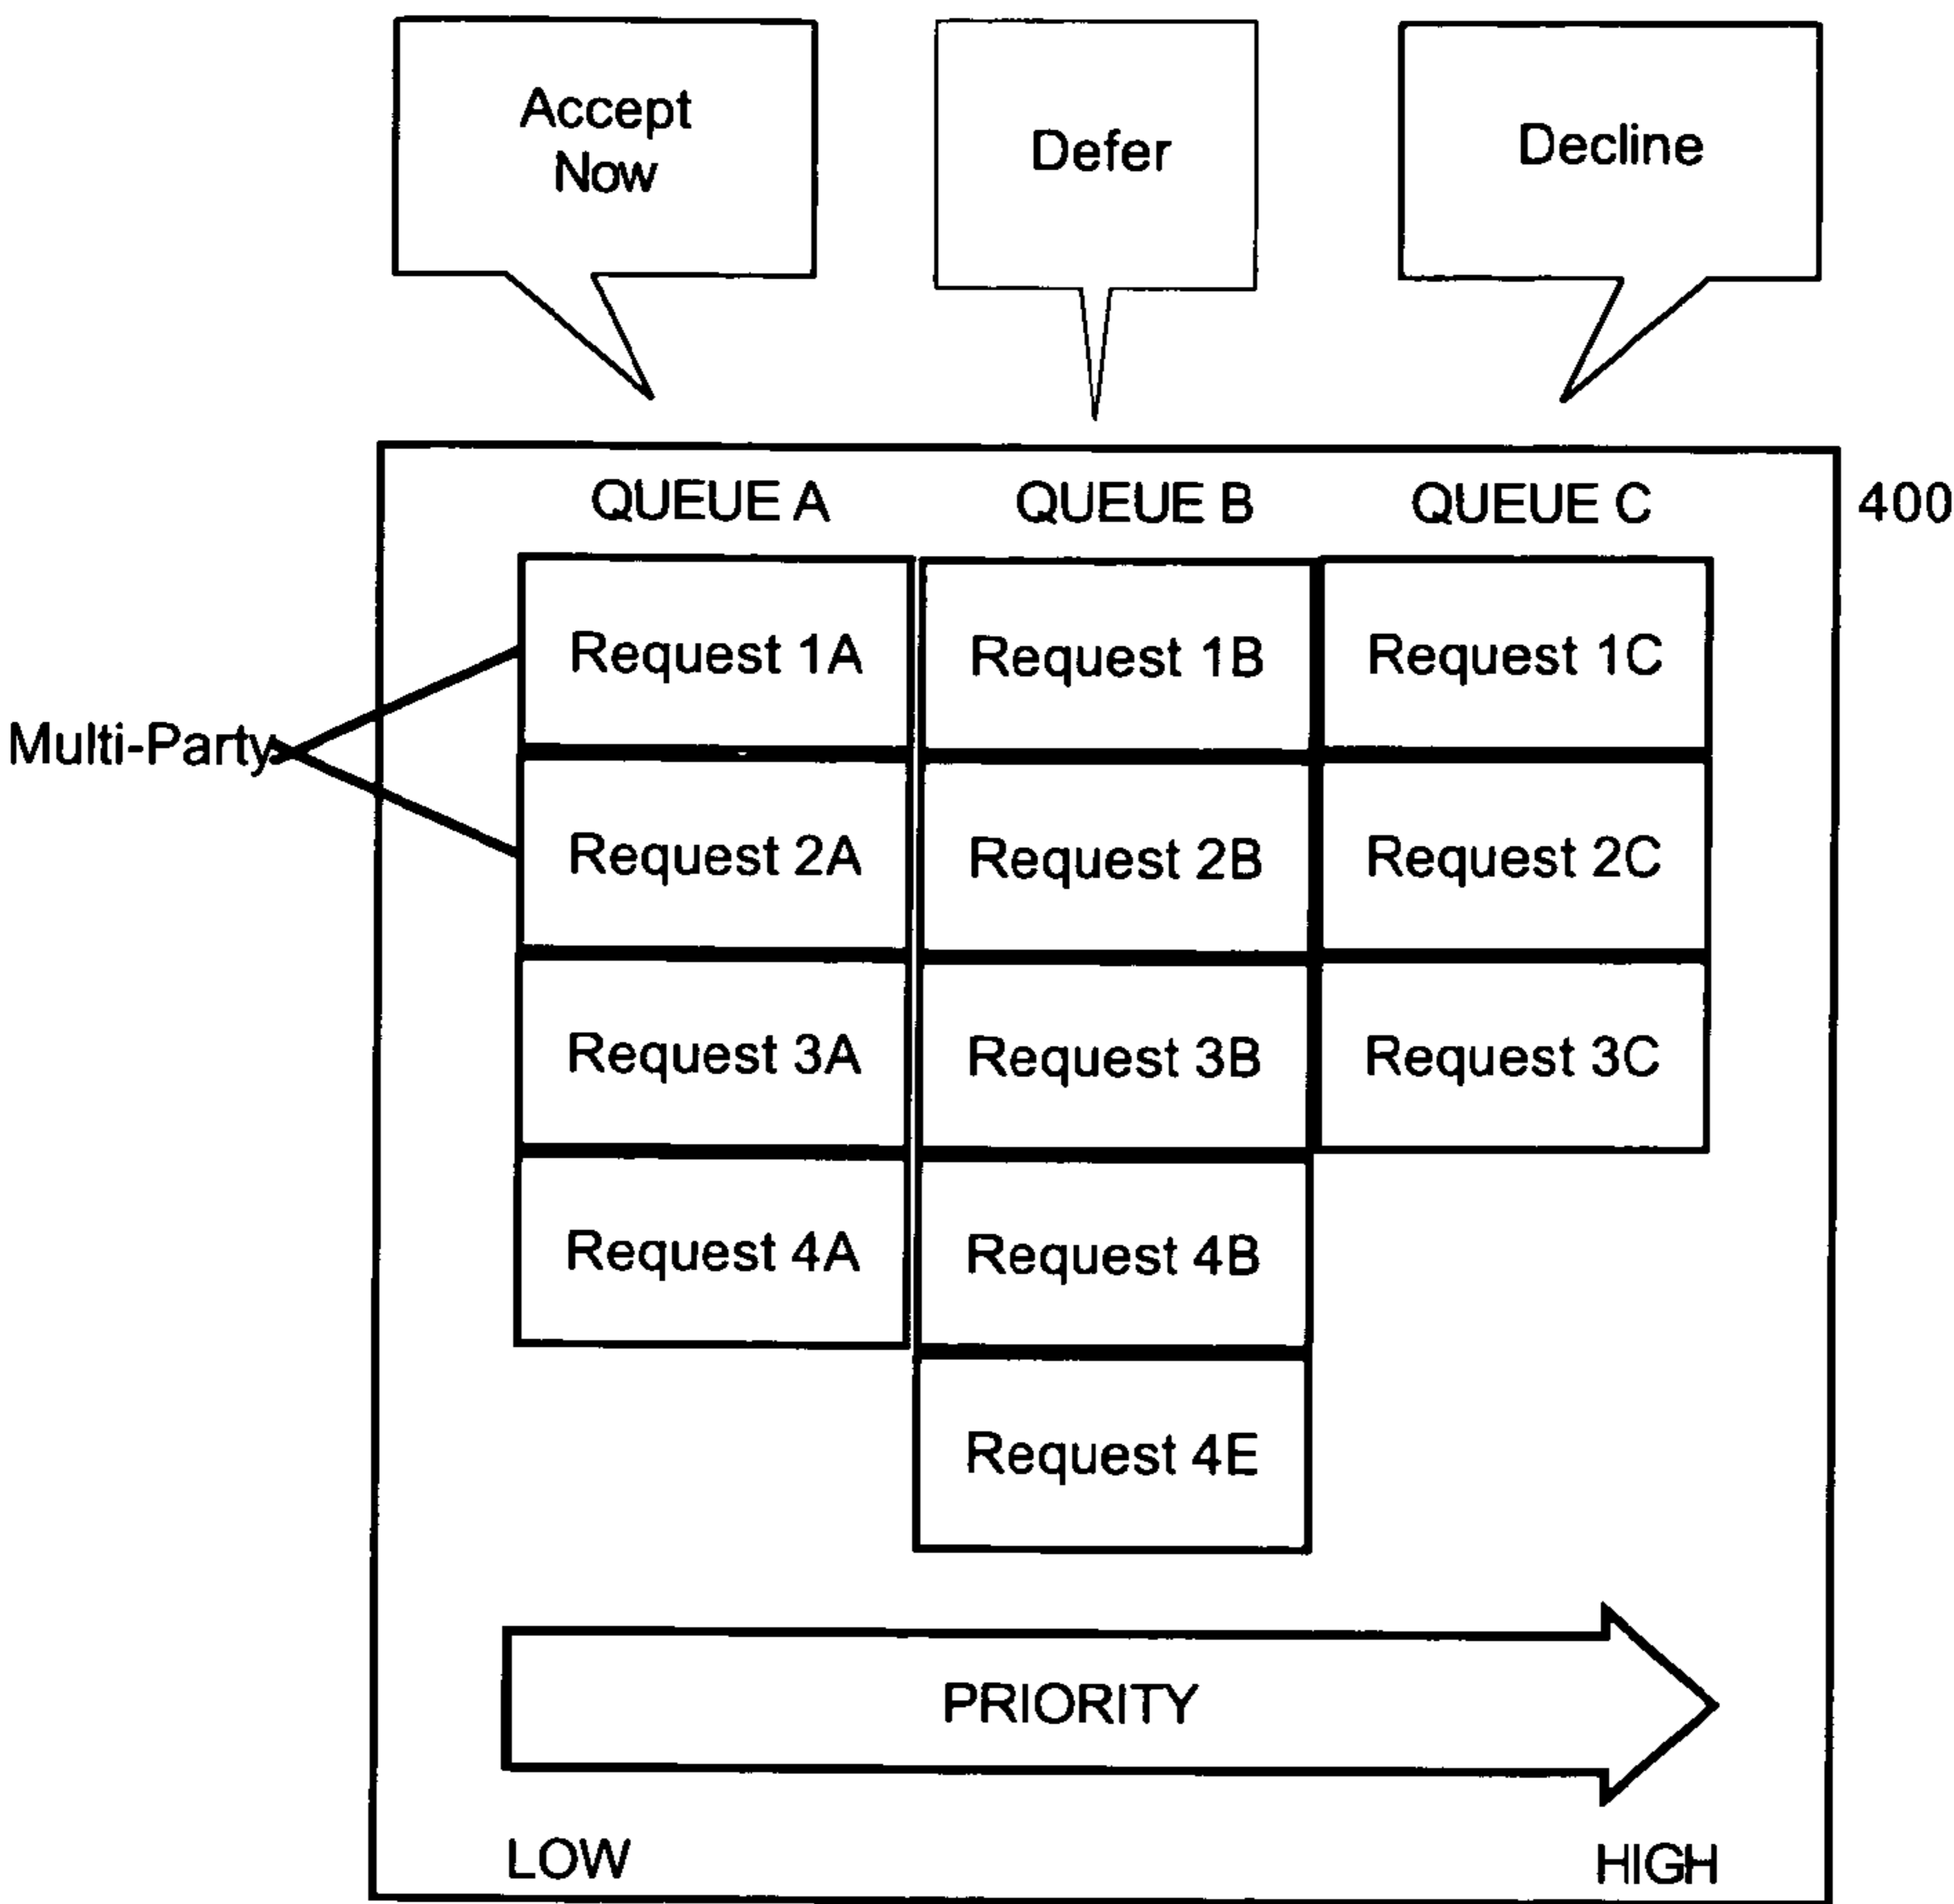 Accept
Now
Defer
Decline
QUEUE A
QUEUE B
QUEUE C
400
Request 1A
Request 1B
Request 1C
Multi-Party
Request 2A
Request 2B
Request 2C
Request 3A
Request 3B
Request 3C
Request 4A
Request 4B
Request 4E
PRIORITY
LOW
HIGH